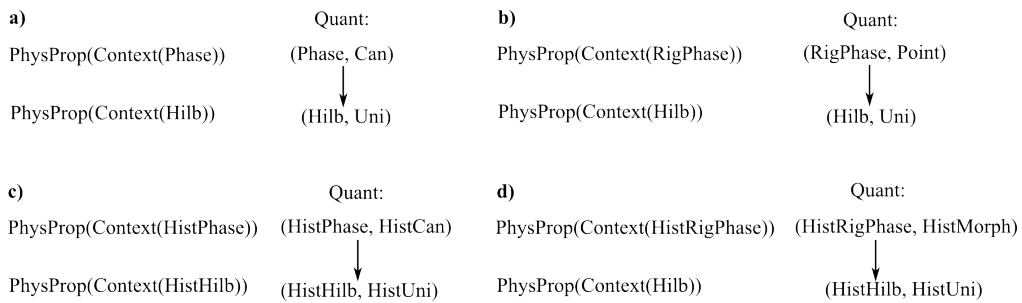 a) Quant:
PhysProp(Context(Phase)) (Phase, Can)
PhysProp(Context(Hilb)) (Hilb, Uni)
b) Quant:
PhysProp(Context(RigPhase)) (RigPhase, Point)
PhysProp(Context(Hilb)) (Hilb, Uni)
c) Quant:
PhysProp(Context(HistPhase)) (HistPhase, HistCan)
PhysProp(Context(HistHilb)) (HistHilb, HistUni)
d) Quant:
PhysProp(Context(HistRigPhase)) (HistRigPhase, HistMorph)
PhysProp(Context(Hilb)) (HistHilb, HistUni)